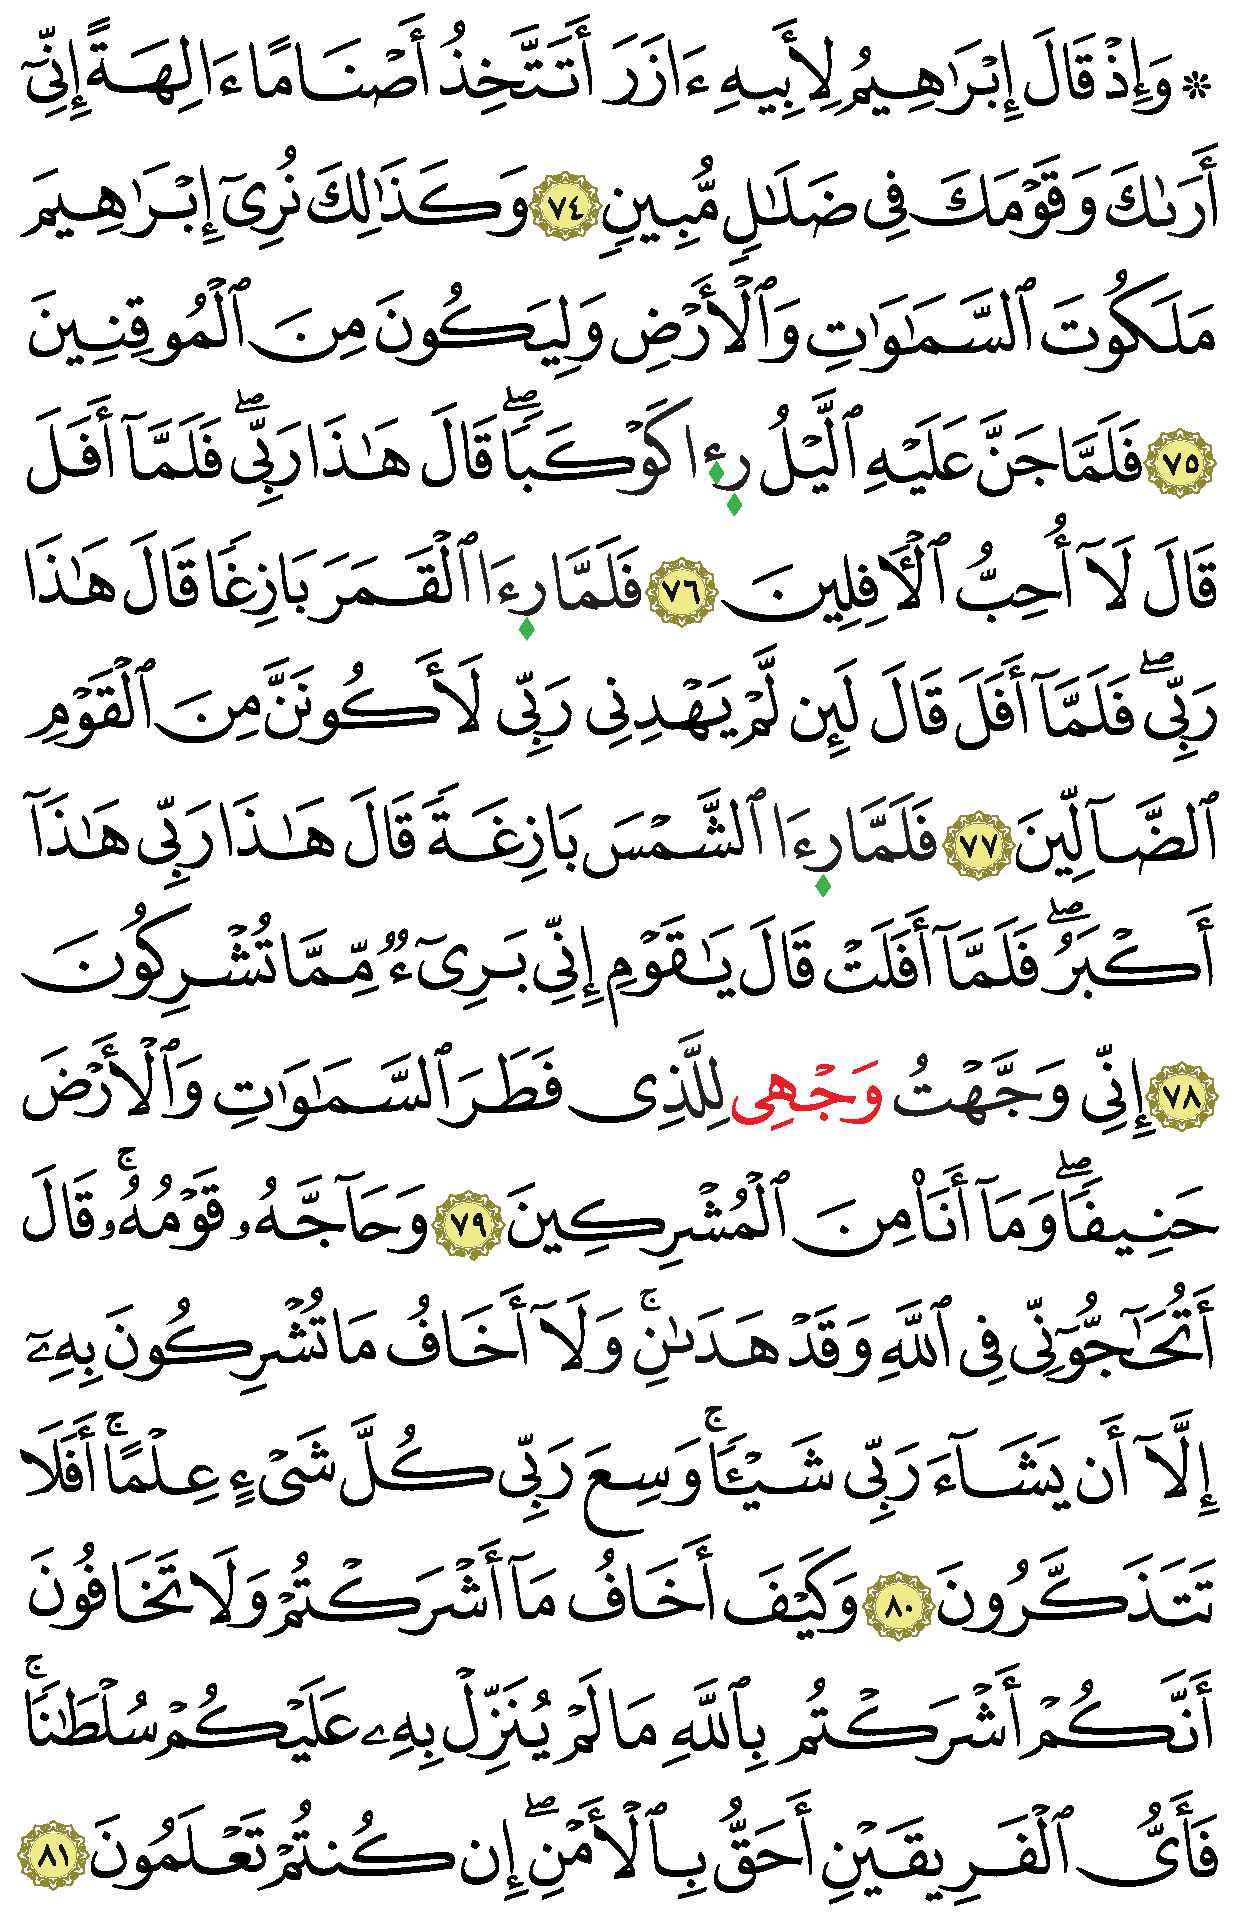 ۞ وَإِذۡ قَالَ إِبۡرَٰهِيمُ لِأَبِيهِ ءَازَرَ أَتَتَّخِذُ أَصۡنَامًا ءَالِهَةً إِنِّيٓ
أَرَىٰكَ وَقَوۡمَكَ فِي ضَلَٰلٖ مُّبِينٖ ٧٤ وَكَذَٰلِكَ نُرِيٓ إِبۡرَٰهِيمَ
مَلَكُوتَ ٱلسَّمَٰوَٰتِ وَٱلۡأَرۡضِ وَلِيَكُونَ مِنَ ٱلۡمُوقِنِينَ
٧٥ فَلَمَّا جَنَّ عَلَيۡهِ ٱلَّيۡلُ رِءِا كَوۡكَبٗاۖ قَالَ هَٰذَا رَبِّيۖ فَلَمَّآ أَفَلَ
قَالَ لَآ أُحِبُّ ٱلۡأٓفِلِينَ ٧٦ فَلَمَّا رِءَا ٱلۡقَمَرَ بَازِغٗا قَالَ هَٰذَا
رَبِّيۖ فَلَمَّآ أَفَلَ قَالَ لَئِن لَّمۡ يَهۡدِنِي رَبِّي لَأَكُونَنَّ مِنَ ٱلۡقَوۡمِ
ٱلضَّآلِّينَ ٧٧ فَلَمَّا رِءَا ٱلشَّمۡسَ بَازِغَةٗ قَالَ هَٰذَا رَبِّي هَٰذَآ
أَكۡبَرُۖ فَلَمَّآ أَفَلَتۡ قَالَ يَٰقَوۡمِ إِنِّي بَرِيٓءٞ مِّمَّا تُشۡرِكُونَ
٧٨ إِنِّي وَجَّهۡتُ وَجۡهِي لِلَّذِي فَطَرَ ٱلسَّمَٰوَٰتِ وَٱلۡأَرۡضَ
حَنِيفٗاۖ وَمَآ أَنَا۠ مِنَ ٱلۡمُشۡرِكِينَ ٧٩ وَحَآجَّهُۥ قَوۡمُهُۥۚ قَالَ
أَتُحَٰٓجُّوٓنِّي فِي ٱللَّهِ وَقَدۡ هَدَىٰنِۚ وَلَآ أَخَافُ مَا تُشۡرِكُونَ بِهِۦٓ
إِلَّآ أَن يَشَآءَ رَبِّي شَيۡـٔٗاۚ وَسِعَ رَبِّي كُلَّ شَيۡءٍ عِلۡمًاۚ أَفَلَا
تَتَذَكَّرُونَ ٨٠ وَكَيۡفَ أَخَافُ مَآ أَشۡرَكۡتُمۡ وَلَا تَخَافُونَ
أَنَّكُمۡ أَشۡرَكۡتُم بِٱللَّهِ مَا لَمۡ يُنَزِّلۡ بِهِۦ عَلَيۡكُمۡ سُلۡطَٰنٗاۚ
فَأَيُّ ٱلۡفَرِيقَيۡنِ أَحَقُّ بِٱلۡأَمۡنِۖ إِن كُنتُمۡ تَعۡلَمُونَ ٨١